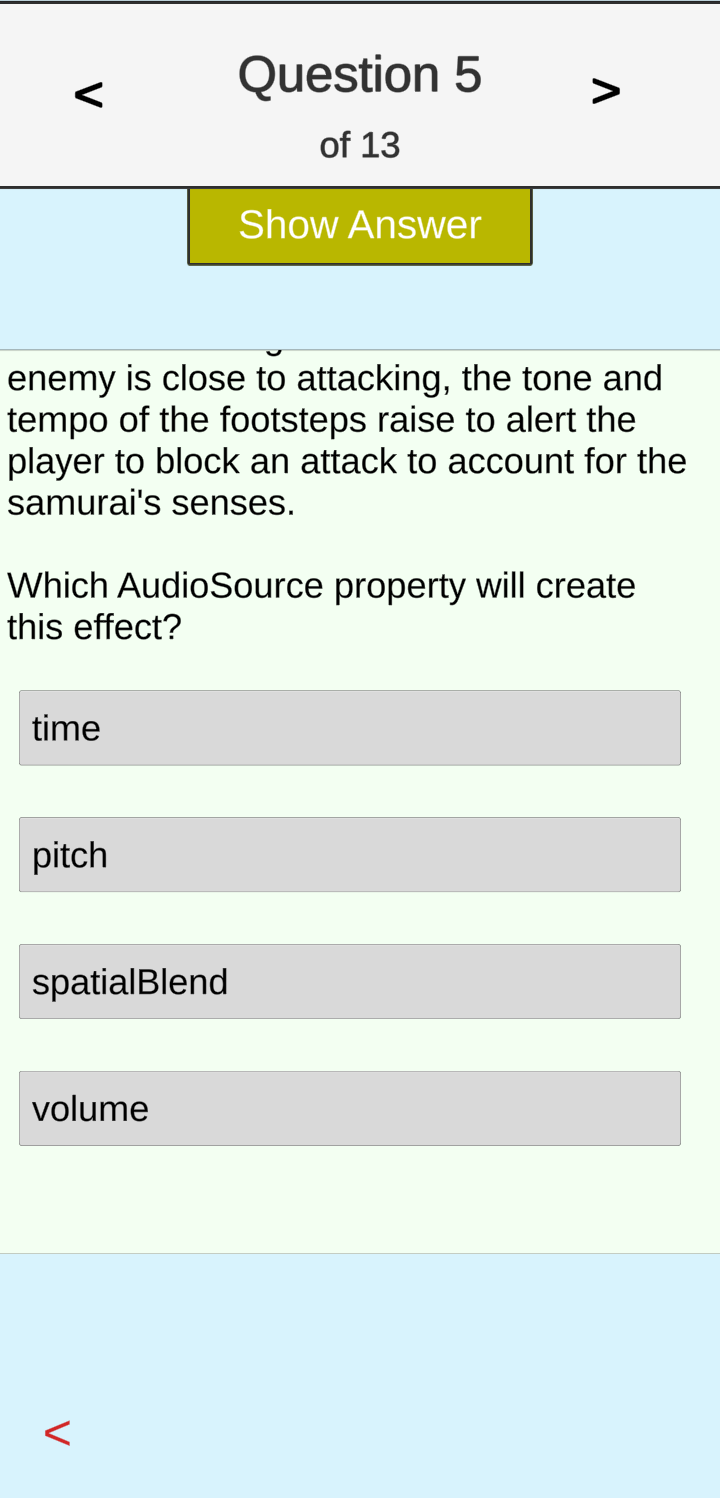 <
Question 5
>
of 13
Show Answer
enemy is close to attacking, the tone and
tempo of the footsteps raise to alert the
player to block an attack to account for the
samurai's senses.
Which AudioSource property will create
this effect?
time
pitch
spatialBlend
volume
<